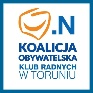 .N
KOALICJA
OBYWATELSKA
KLUB RADNYCH
W TORUNIU